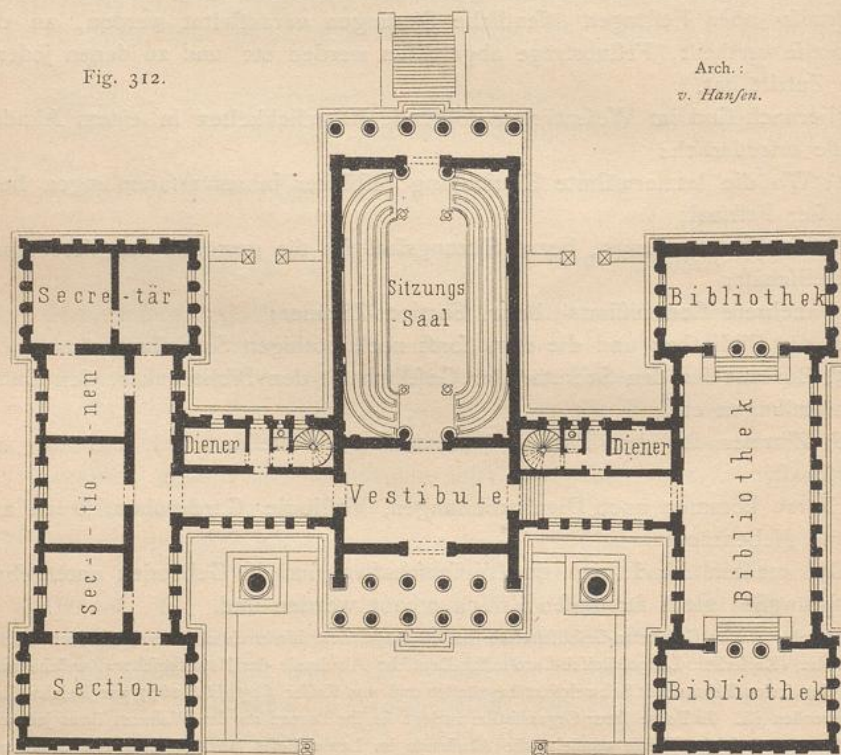 Fig. 312.
Arch.:
v. Hanſen.
Secre-tär
Sitzungs
Saal
Bibliothek
Sec--tio--nen
Diener
Diener
Vestibule
Bibliothek
Section
Bibliothek